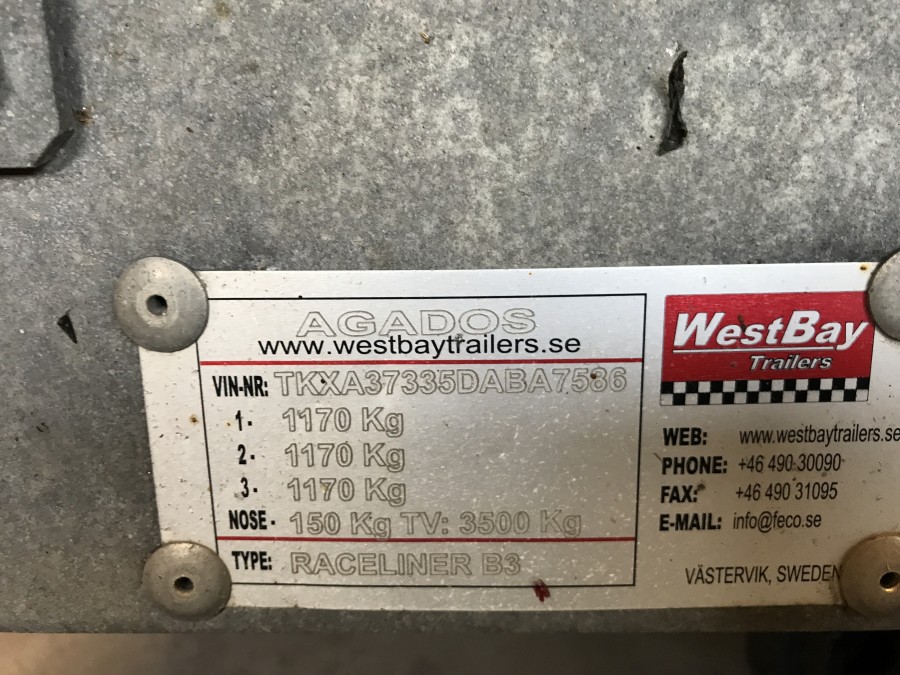 AGADOS
www.westbaytrailers.se
VIN-NR: TKXA37335DABA7586
1- 1170 Kg
2- 1170 Kg
3- 1170 Kg
NOSE- 150 Kg TV: 3500 Kg
TYPE: RACELINER B3
WestBay
Trailers
WEB: www.westbaytrailers.se
PHONE: +46 490 30090
FAX: +46 490 31095
E-MAIL: info@feco.se
VÄSTERVIK, SWEDEN